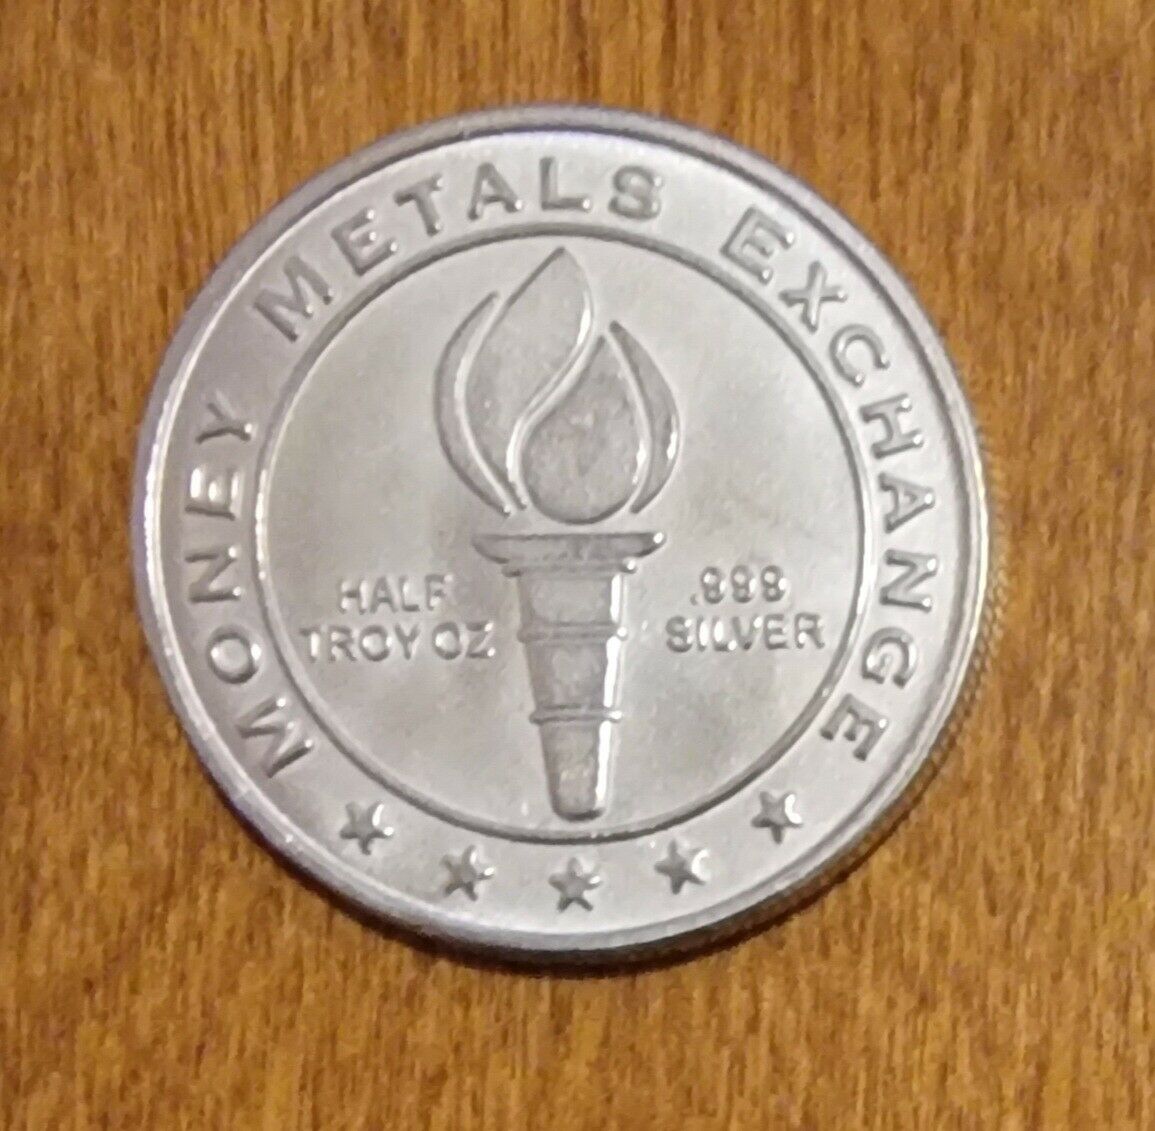 MONEY METALS EXCHANGE
HALF
TROY OZ
.999
SILVER